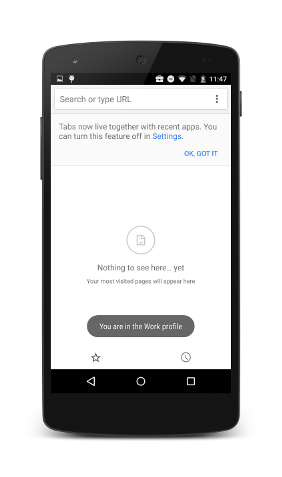 11:47
Search or type URL
Tabs now live together with recent apps. You
can turn this feature off in Settings.
OK, GOT IT
Nothing to see here… yet
Your most visited pages will appear here
You are in the Work profile